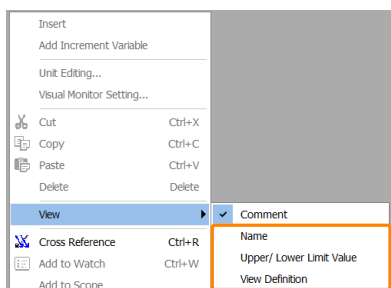 Insert
Add Increment Variable
Unit Editing...
Visual Monitor Setting...
Cut Ctrl+X
Copy Ctrl+C
Paste Ctrl+V
Delete Delete
View Comment
Name
Cross Reference Ctrl+R
Upper/ Lower Limit Value
Add to Watch Ctrl+W
View Definition
Add to Scope